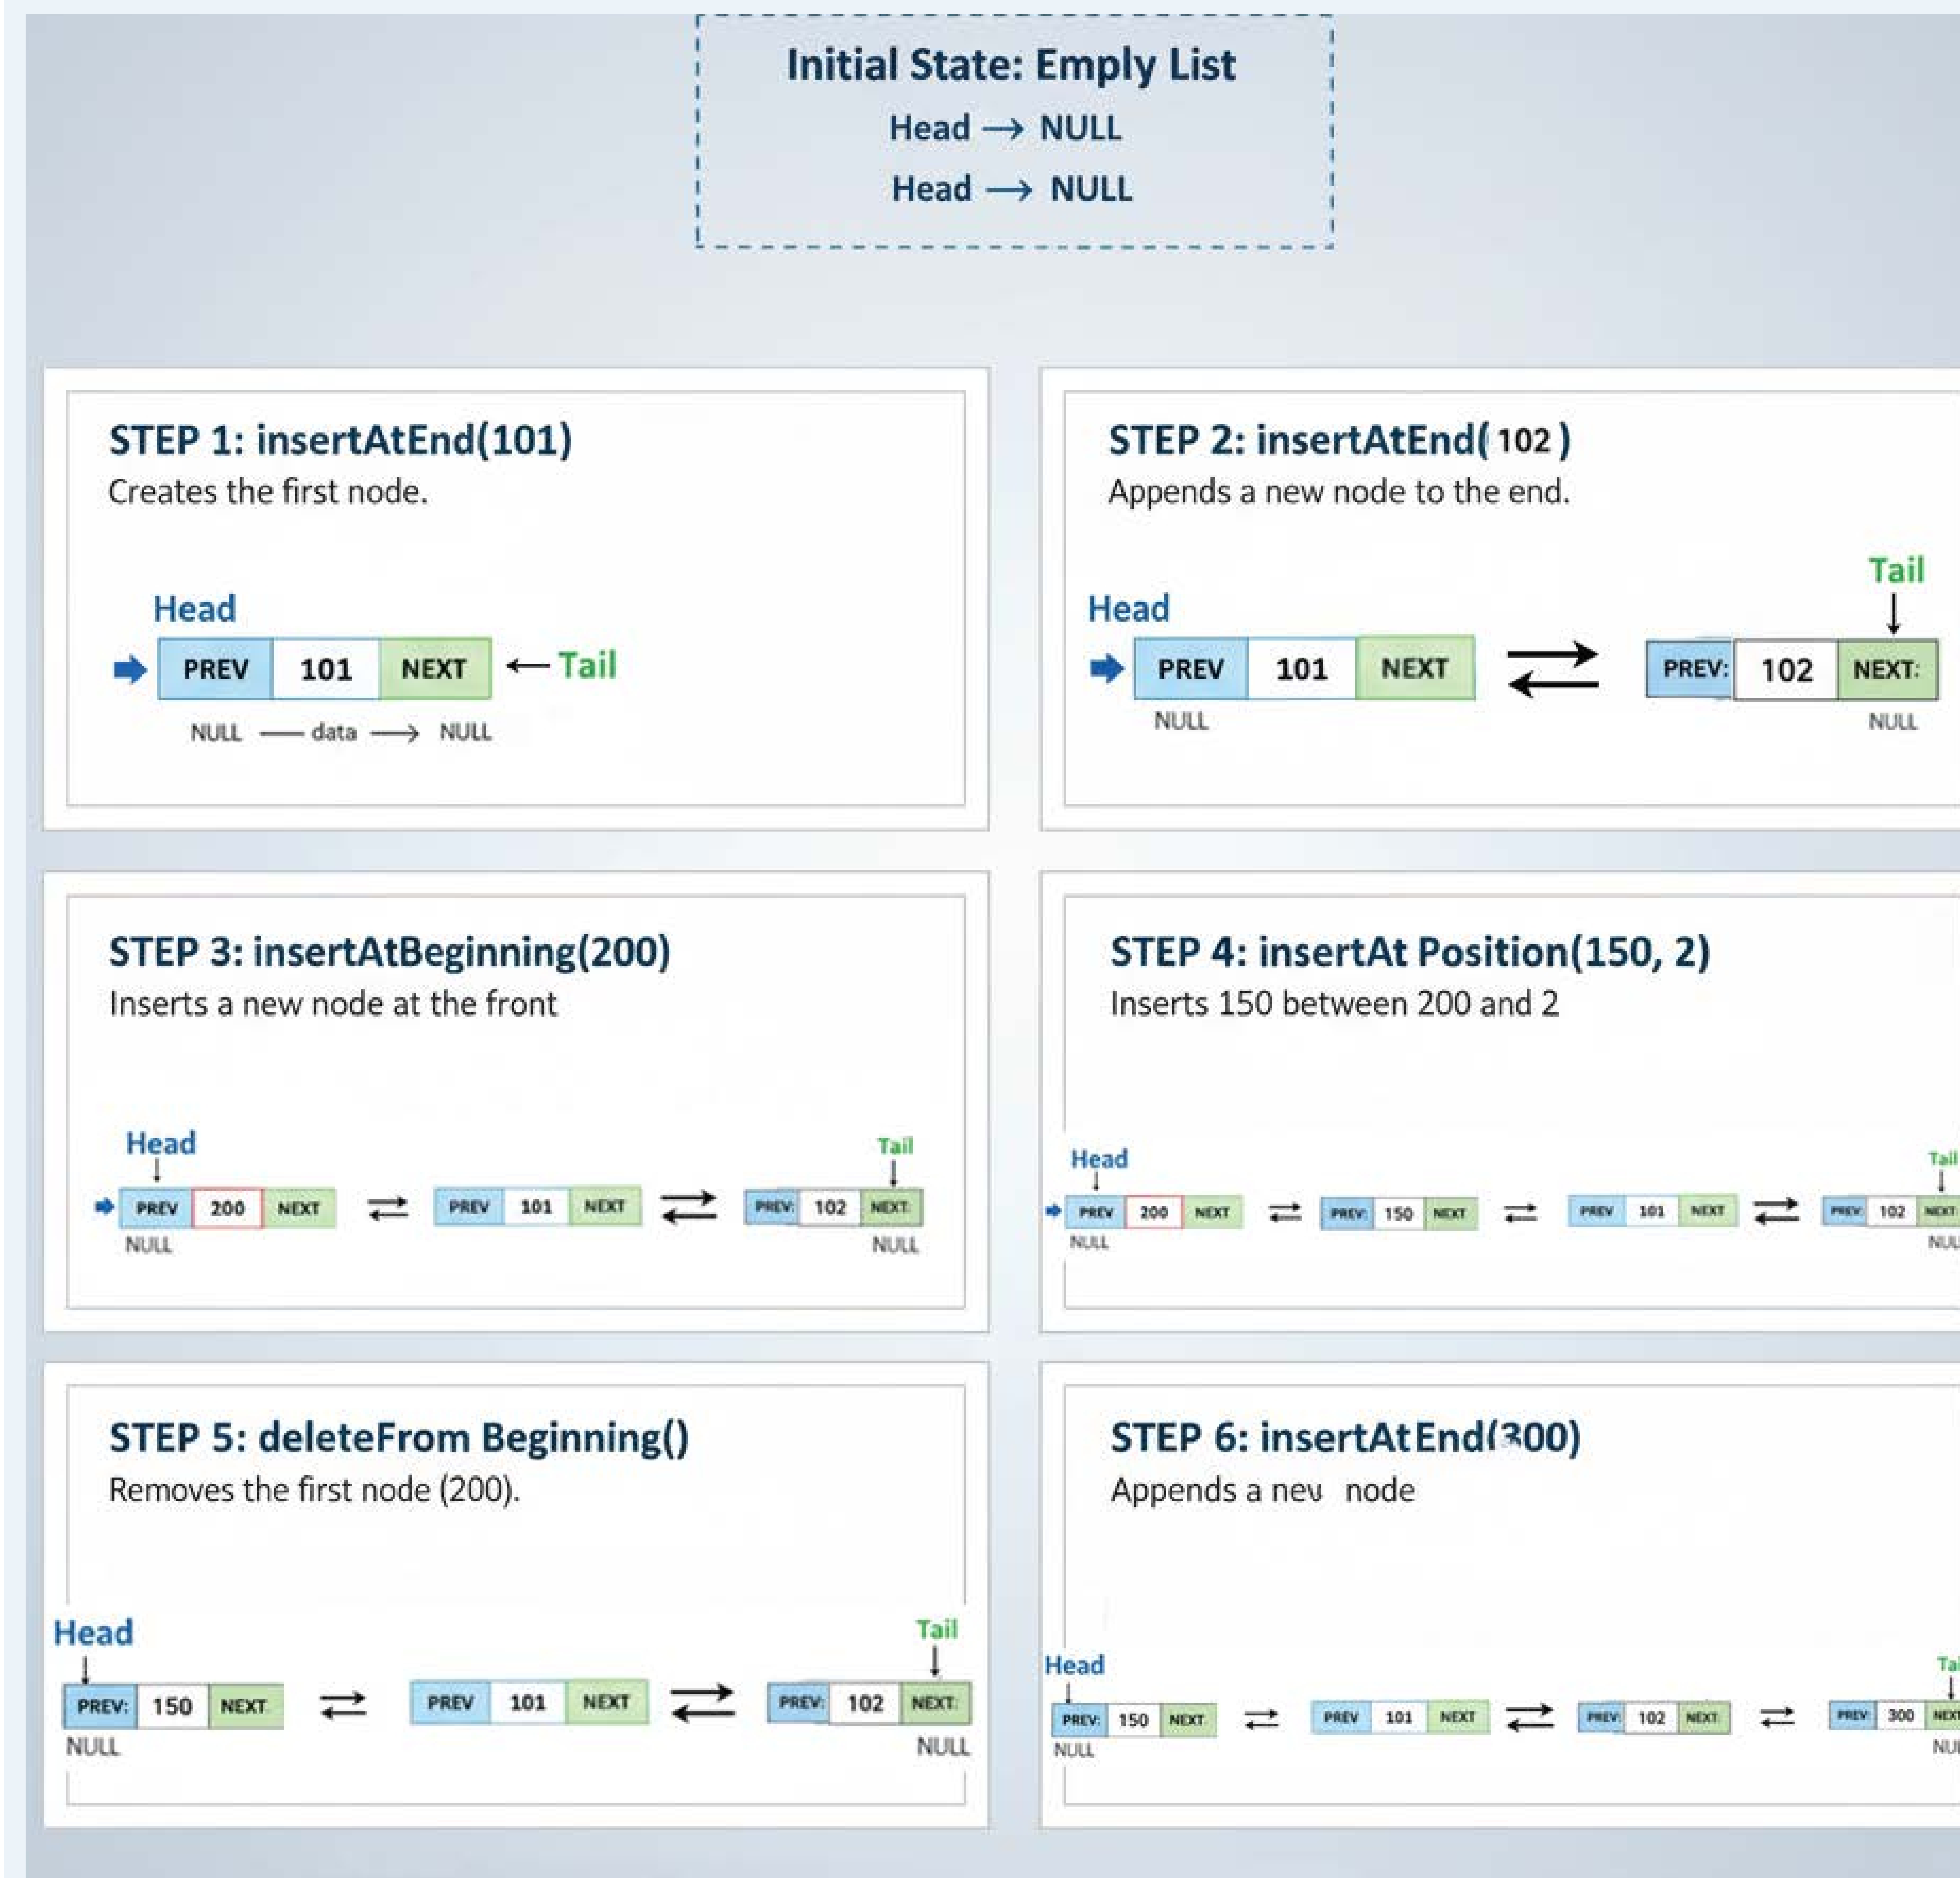 Initial State: Emply List
Head → NULL
Head → NULL
STEP 1: insertAtEnd(101)
Creates the first node.
Head
PREV 101 NEXT ← Tail
NULL — data → NULL
STEP 2: insertAtEnd( 102 )
Appends a new node to the end.
Tail
Head
PREV 101 NEXT PREV: 102 NEXT:
NULL NULL
STEP 3: insertAtBeginning(200)
Inserts a new node at the front
Head Tail
PREV 200 NEXT PREV 101 NEXT PREV: 102 NEXT:
NULL NULL
STEP 4: insertAt Position(150, 2)
Inserts 150 between 200 and 2
Head Tail
PREV 200 NEXT PREV: 150 NEXT PREV 101 NEXT PREV: 102 NEXT:
NULL NUL
STEP 5: deleteFrom Beginning()
Removes the first node (200).
Head Tail
PREV: 150 NEXT PREV 101 NEXT PREV: 102 NEXT:
NULL NULL
STEP 6: insertAtEnd(300)
Appends a new node
Head Tai
PREV: 150 NEXT PREV 101 NEXT PREV: 102 NEXT: PREV: 300 NEXT
NULL NUL